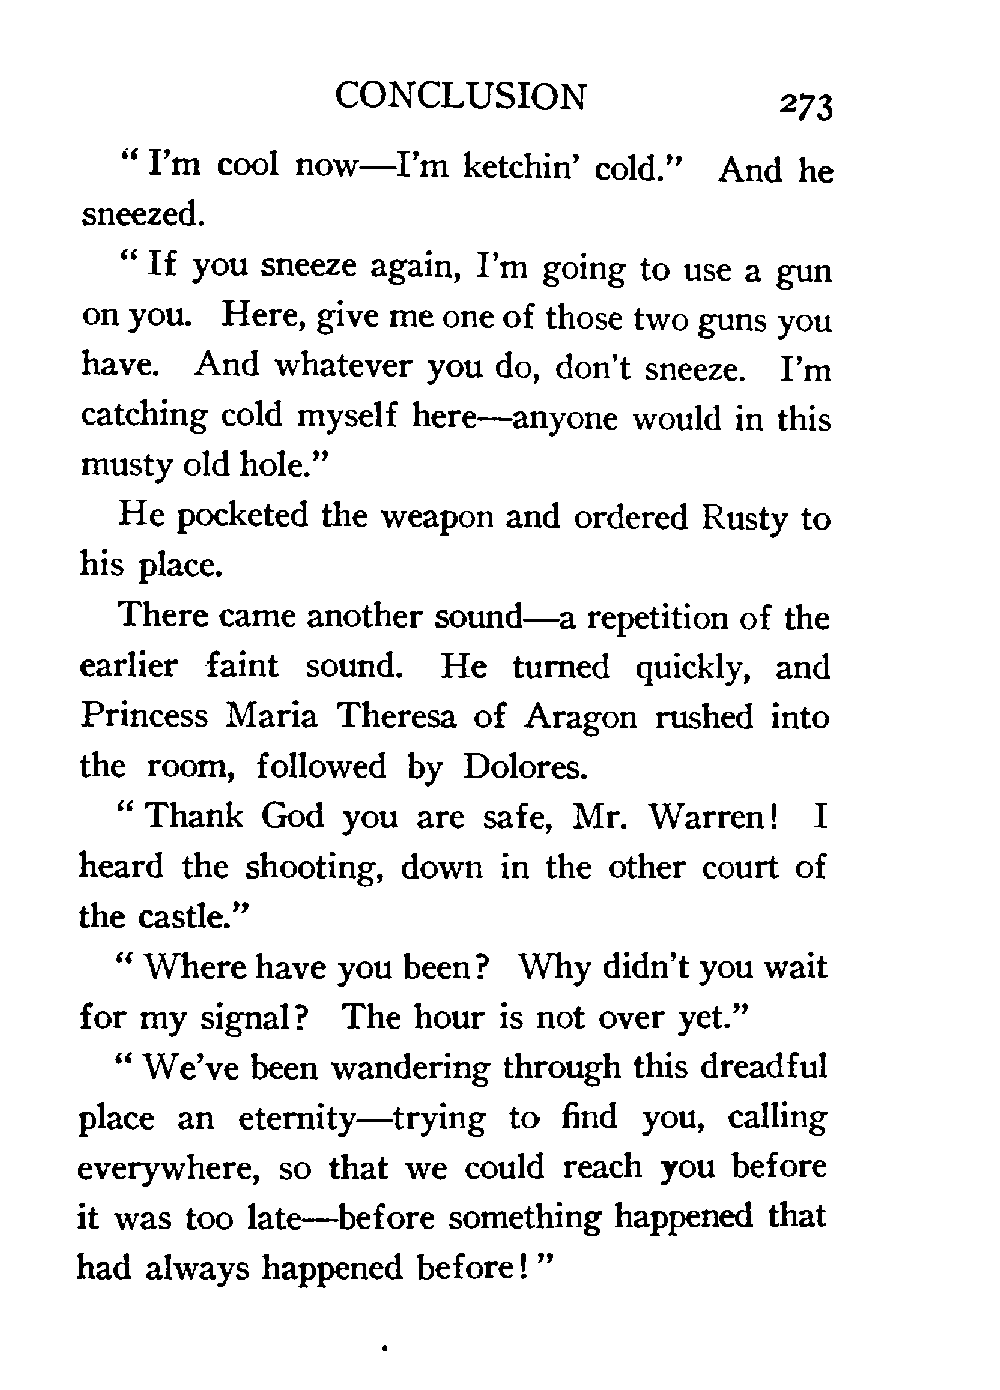 CONCLUSION 273
“ I’m cool now—I’m ketchin’ cold.” And he
sneezed.
“ If you sneeze again, I’m going to use a gun
on you. Here, give me one of those two guns you
have. And whatever you do, don’t sneeze. I’m
catching cold myself here—anyone would in this
musty old hole.”
He pocketed the weapon and ordered Rusty to
his place.
There came another sound—a repetition of the
earlier faint sound. He turned quickly, and
Princess Maria Theresa of Aragon rushed into
the room, followed by Dolores.
“ Thank God you are safe, Mr. Warren! I
heard the shooting, down in the other court of
the castle.”
“ Where have you been? Why didn’t you wait
for my signal? The hour is not over yet.”
“ We’ve been wandering through this dreadful
place an eternity—trying to find you, calling
everywhere, so that we could reach you before
it was too late—before something happened that
had always happened before! ”